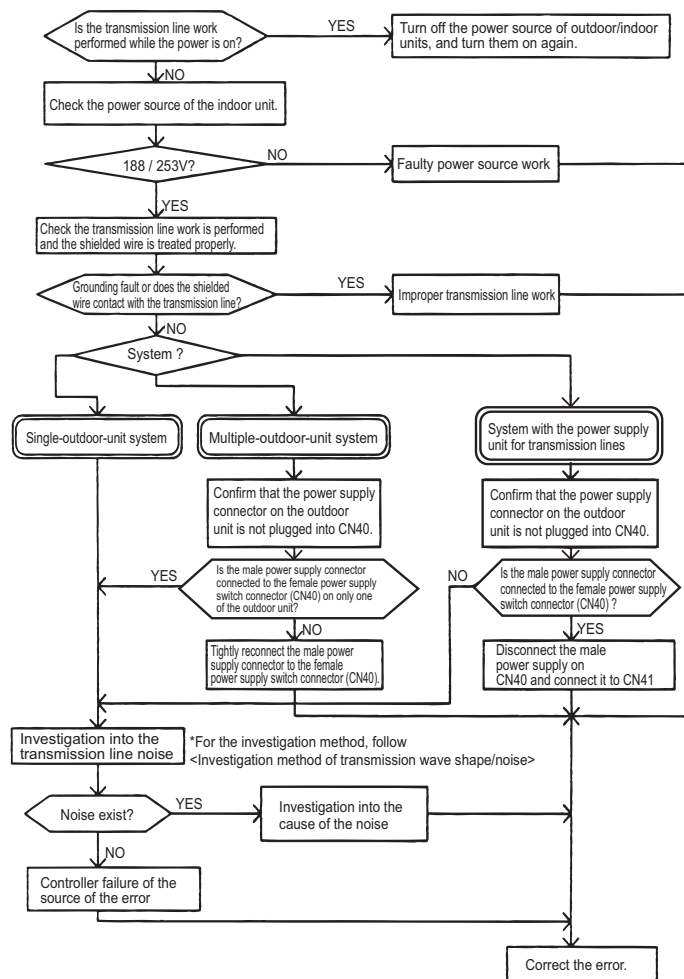 Is the transmission line work
performed while the power is on?
YES
Turn off the power source of outdoor/indoor
units, and turn them on again.
NO
Check the power source of the indoor unit.
188 / 253V?
NO
Faulty power source work
YES
Check the transmission line work is performed
and the shielded wire is treated properly.
Grounding fault or does the shielded
wire contact with the transmission line?
YES
Improper transmission line work
NO
System ?
Single-outdoor-unit system
Multiple-outdoor-unit system
System with the power supply
unit for transmission lines
Confirm that the power supply
connector on the outdoor
unit is not plugged into CN40.
Confirm that the power supply
connector on the outdoor
unit is not plugged into CN40.
YES
Is the male power supply connector
connected to the female power supply
switch connector (CN40) on only one
of the outdoor unit?
NO
Is the male power supply connector
connected to the female power supply
switch connector (CN40) ?
NO
YES
Tightly reconnect the male power
supply connector to the female
power supply switch connector (CN40).
Disconnect the male
power supply on
CN40 and connect it to CN41
Investigation into the
transmission line noise
*For the investigation method, follow
<Investigation method of transmission wave shape/noise>
Noise exist?
YES
Investigation into the
cause of the noise
NO
Controller failure of the
source of the error
Correct the error.